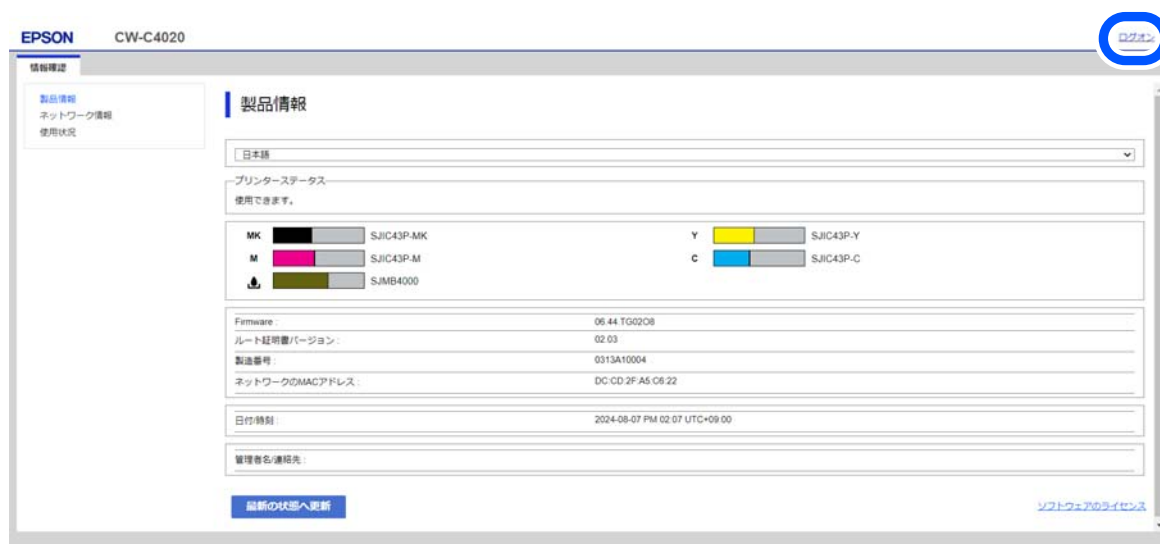 EPSON CW-C4020 ログオン
情報確認
製品情報
ネットワーク情報
使用状況
製品情報
日本語
プリンターステータス
使用できます。
MK SJIC43P-MK Y SJIC43P-Y
M SJIC43P-M C SJIC43P-C
SJMB4000
Firmware : 06.44.TG02O8
ルート証明書バージョン : 02.03
製造番号 : 0313A10004
ネットワークのMACアドレス : DC:CD:2F:A5:C6:22
日付/時刻 : 2024-08-07 PM 02:07 UTC+09:00
管理者名/連絡先 :
最新の状態へ更新 ソフトウェアのライセンス